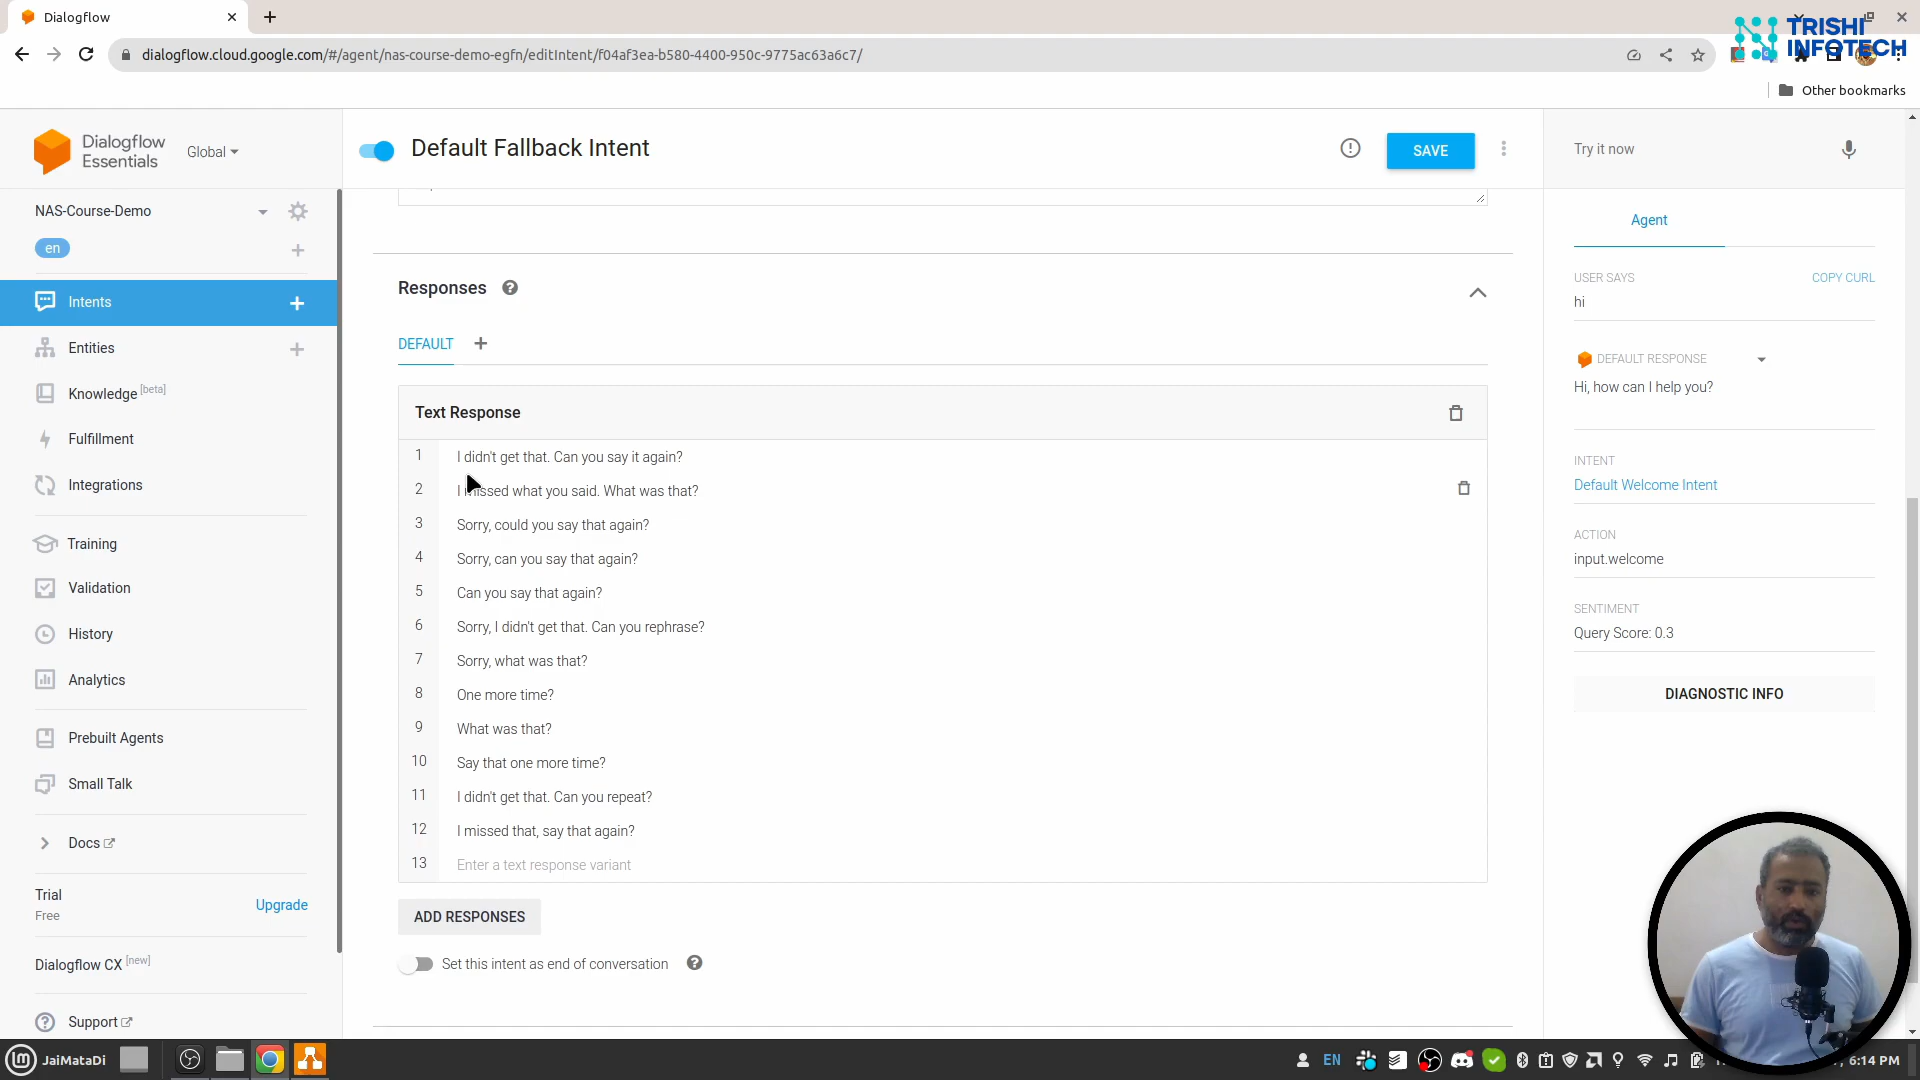 Dialogflow
TRISHI
INFOTECH
dialogflow.cloud.google.com/#/agent/nas-course-demo-egfn/editIntent/f04af3ea-b580-4400-950c-9775ac63a6c7/
Other bookmarks
Dialogflow
Essentials
Global
Default Fallback Intent
SAVE
Try it now
NAS-Course-Demo
en
Intents
Entities
Knowledge [beta]
Fulfillment
Integrations
Training
Validation
History
Analytics
Prebuilt Agents
Small Talk
Docs
Trial
Free
Upgrade
Dialogflow CX [new]
Support
Responses
DEFAULT
Text Response
1 I didn't get that. Can you say it again?
2 I missed what you said. What was that?
3 Sorry, could you say that again?
4 Sorry, can you say that again?
5 Can you say that again?
6 Sorry, I didn't get that. Can you rephrase?
7 Sorry, what was that?
8 One more time?
9 What was that?
10 Say that one more time?
11 I didn't get that. Can you repeat?
12 I missed that, say that again?
13 Enter a text response variant
ADD RESPONSES
Set this intent as end of conversation
Agent
USER SAYS
COPY CURL
hi
DEFAULT RESPONSE
Hi, how can I help you?
INTENT
Default Welcome Intent
ACTION
input.welcome
SENTIMENT
Query Score: 0.3
DIAGNOSTIC INFO
JaiMataDi
EN
6:14 PM